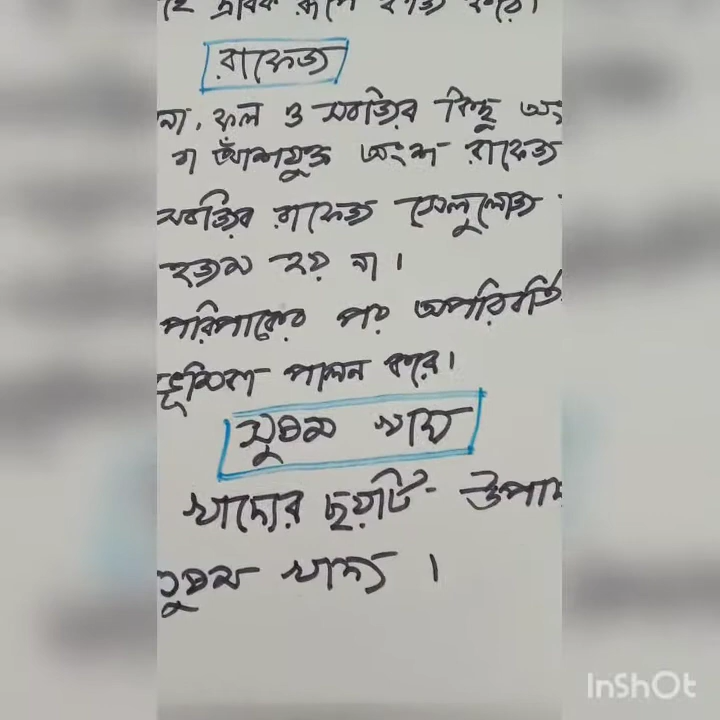 রাফেজ
না, ফল ও সবজির কিছু অং
বা আঁশযুক্ত অংশ রাফেজ
সবজির রাফেজ সেলুলোজ
হজম হয় না।
পরিপাকের পর অপরিবর্তি
ভূমিকা পালন করে।
সুষম খাদ্য
খাদ্যের ছয়টি উপাদ
সুষম খাদ্য ।
InShOt